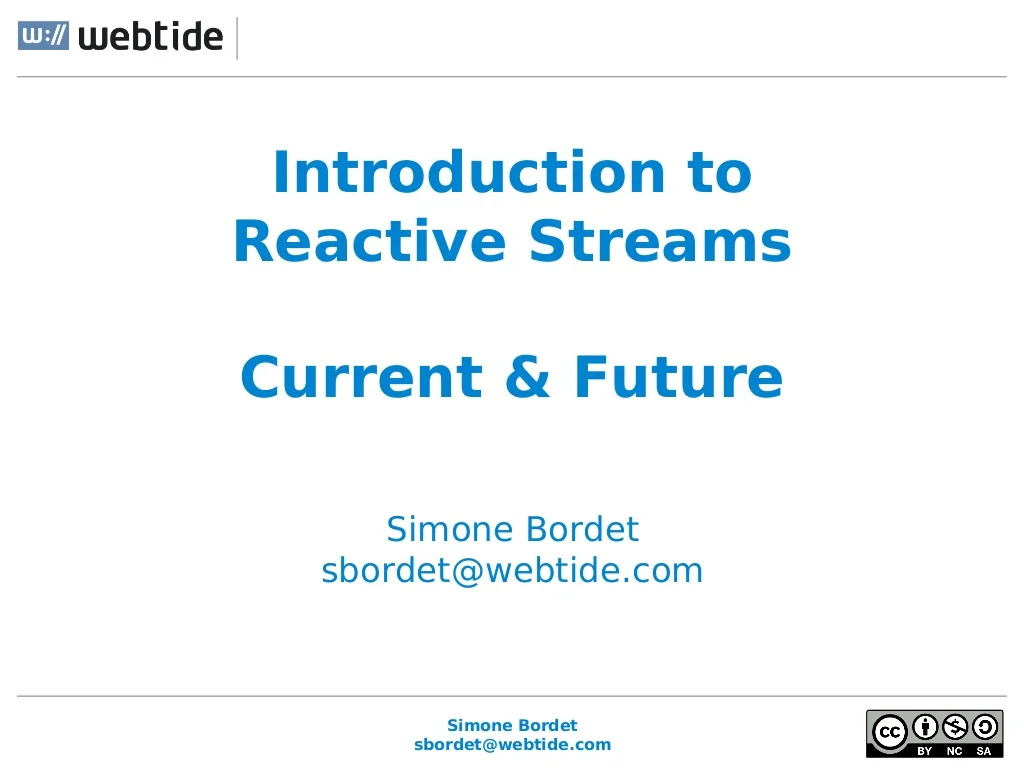 w:// webtide
Introduction to
Reactive Streams
Current & Future
Simone Bordet
sbordet@webtide.com
Simone Bordet
sbordet@webtide.com
cc
BY NC SA